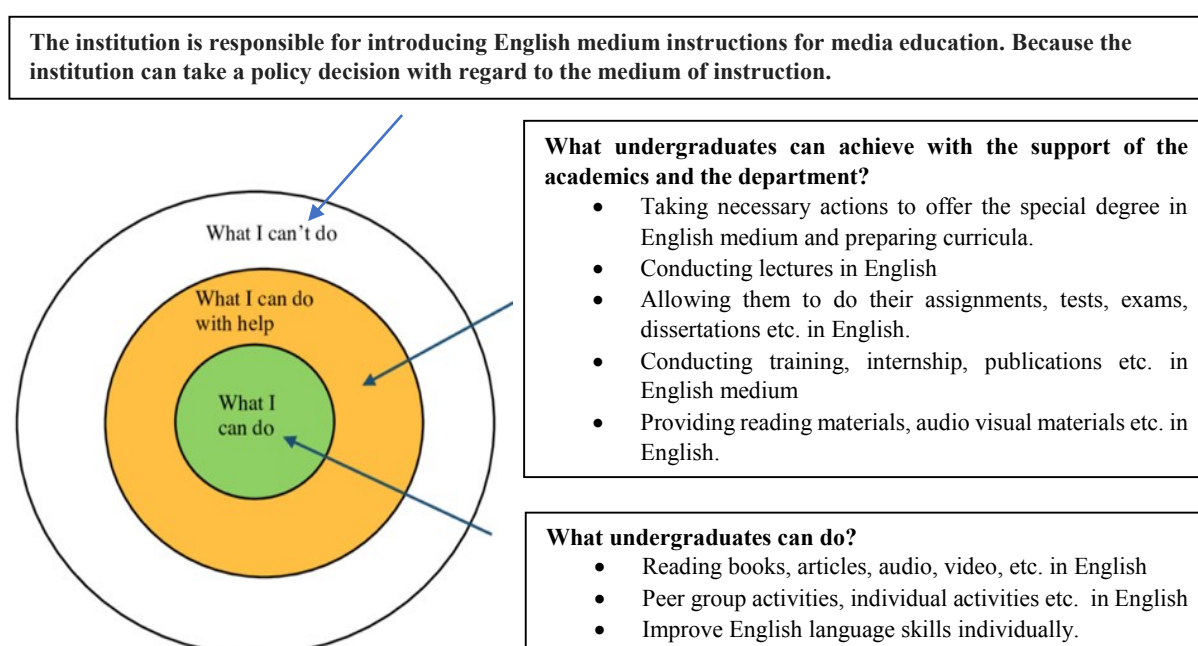 The institution is responsible for introducing English medium instructions for media education. Because the
institution can take a policy decision with regard to the medium of instruction.
What I can't do
What I can do
with help
What I
can do
What undergraduates can achieve with the support of the
academics and the department?
• Taking necessary actions to offer the special degree in
English medium and preparing curricula.
• Conducting lectures in English
• Allowing them to do their assignments, tests, exams,
dissertations etc. in English.
• Conducting training, internship, publications etc. in
English medium
• Providing reading materials, audio visual materials etc. in
English.
What undergraduates can do?
• Reading books, articles, audio, video, etc. in English
• Peer group activities, individual activities etc. in English
• Improve English language skills individually.